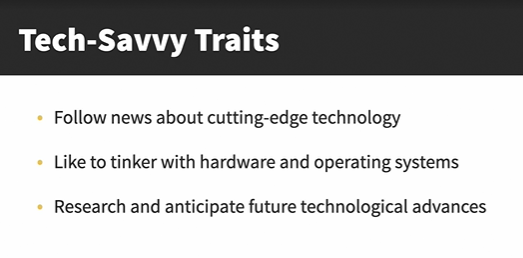 Tech-Savvy Traits
• Follow news about cutting-edge technology
• Like to tinker with hardware and operating systems
• Research and anticipate future technological advances